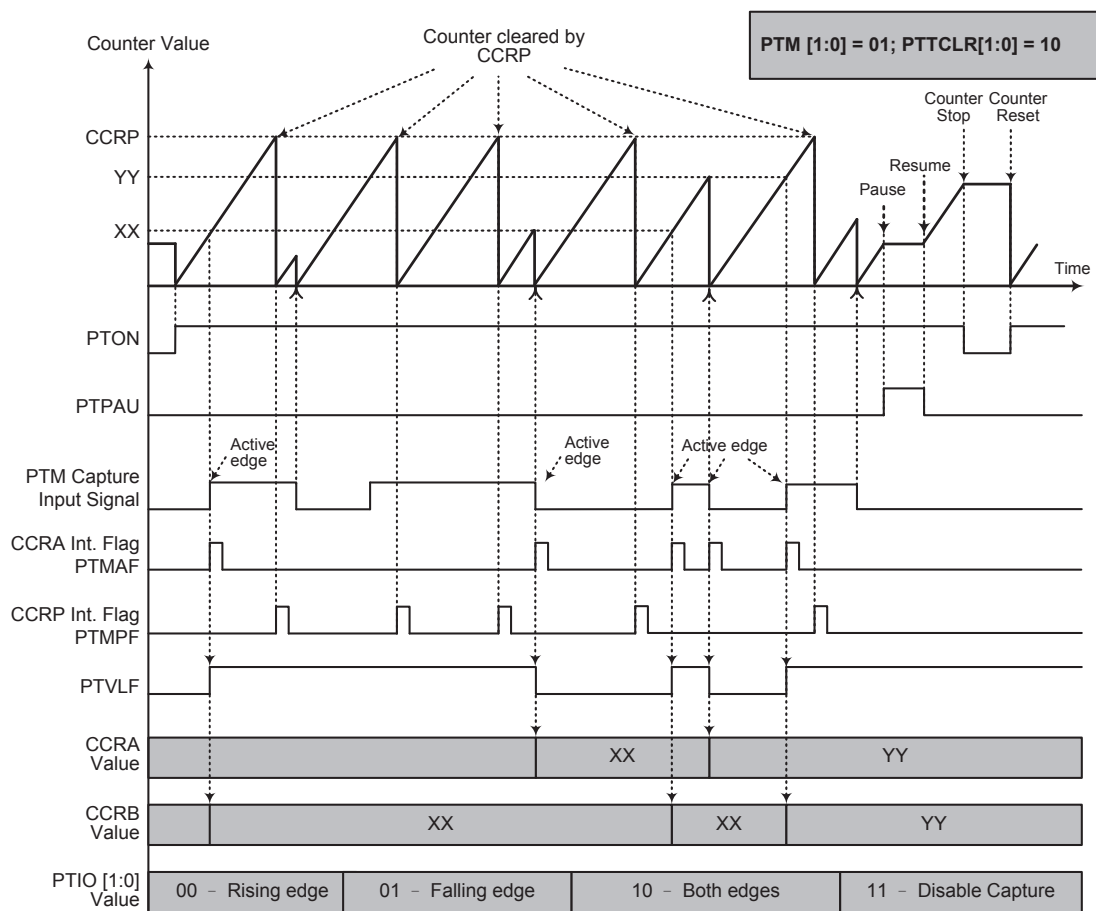 PTM [1:0] = 01; PTTCLR[1:0] = 10
Counter Value
Counter cleared by
CCRP
Counter
Stop
Counter
Reset
CCRP
YY
XX
Resume
Pause
Time
PTON
PTPAU
Active
edge
Active
edge
Active edge
PTM Capture
Input Signal
CCRA Int. Flag
PTMAF
CCRP Int. Flag
PTMPF
PTVLF
CCRA
Value
XX
YY
CCRB
Value
XX
XX
YY
PTIO [1:0]
Value
00 – Rising edge
01 – Falling edge
10 – Both edges
11 – Disable Capture